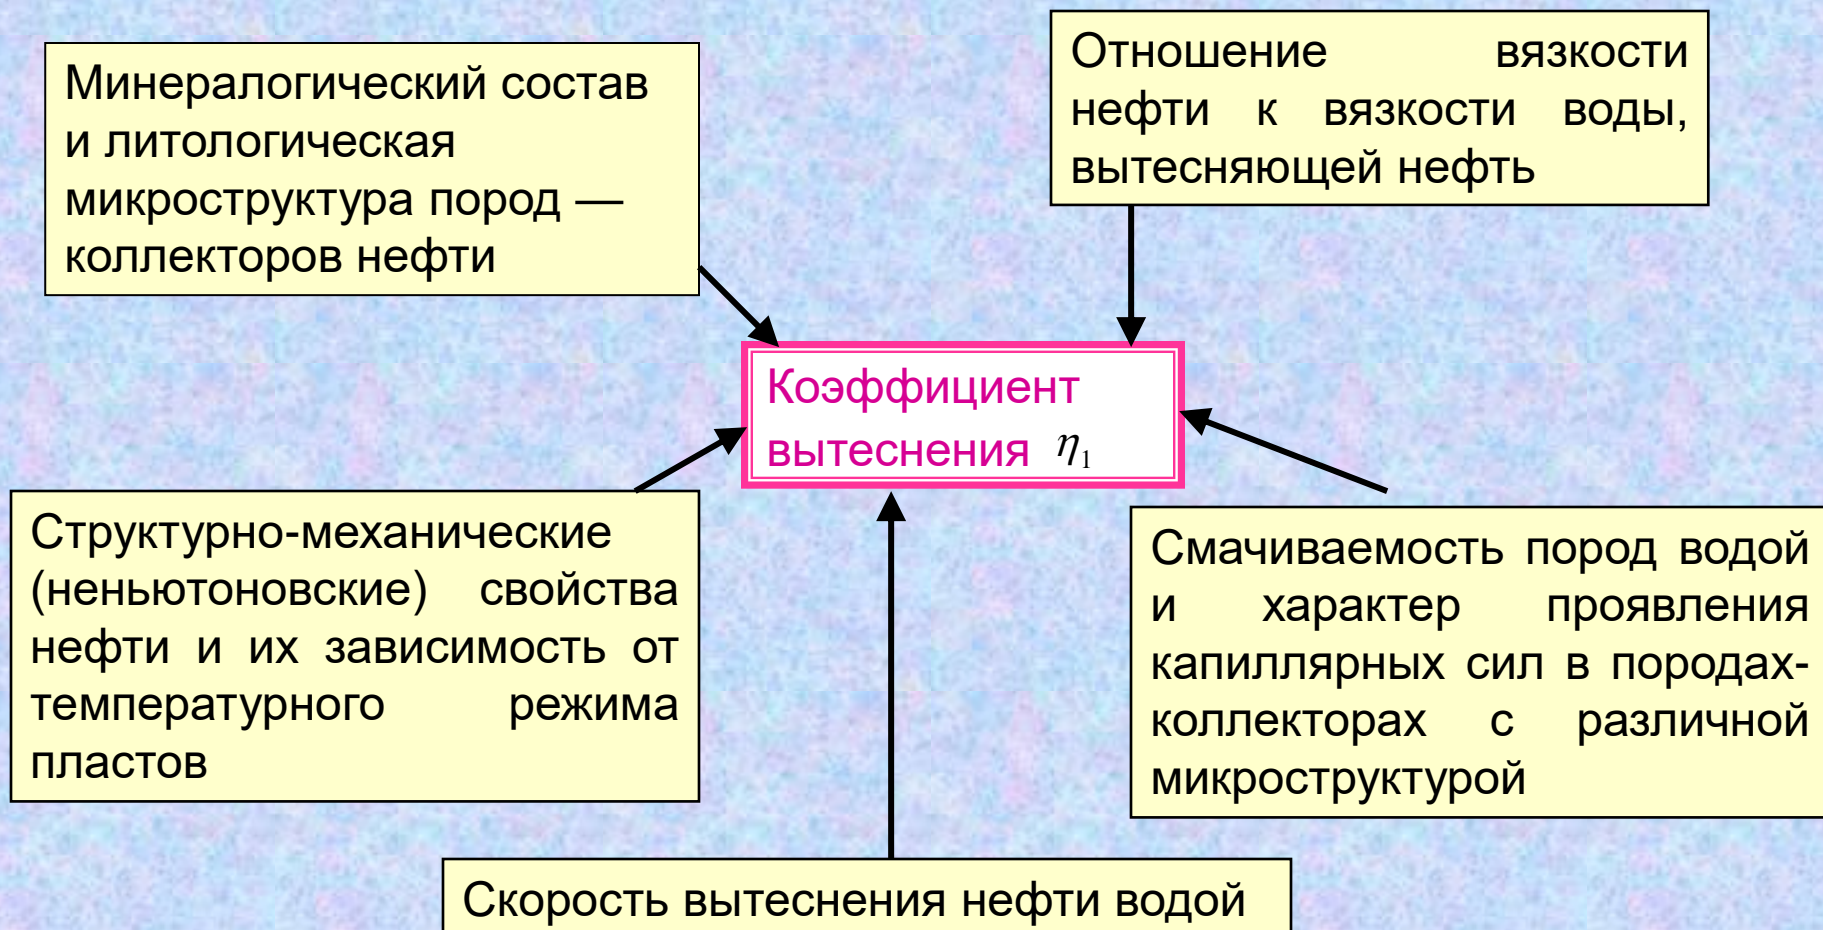 Минералогический состав
и литологическая
микроструктура пород —
коллекторов нефти
Отношение вязкости
нефти к вязкости воды,
вытесняющей нефть
Коэффициент
вытеснения η₁
Структурно-механические
(неньютоновские) свойства
нефти и их зависимость от
температурного режима
пластов
Смачиваемость пород водой
и характер проявления
капиллярных сил в породах-
коллекторах с различной
микроструктурой
Скорость вытеснения нефти водой